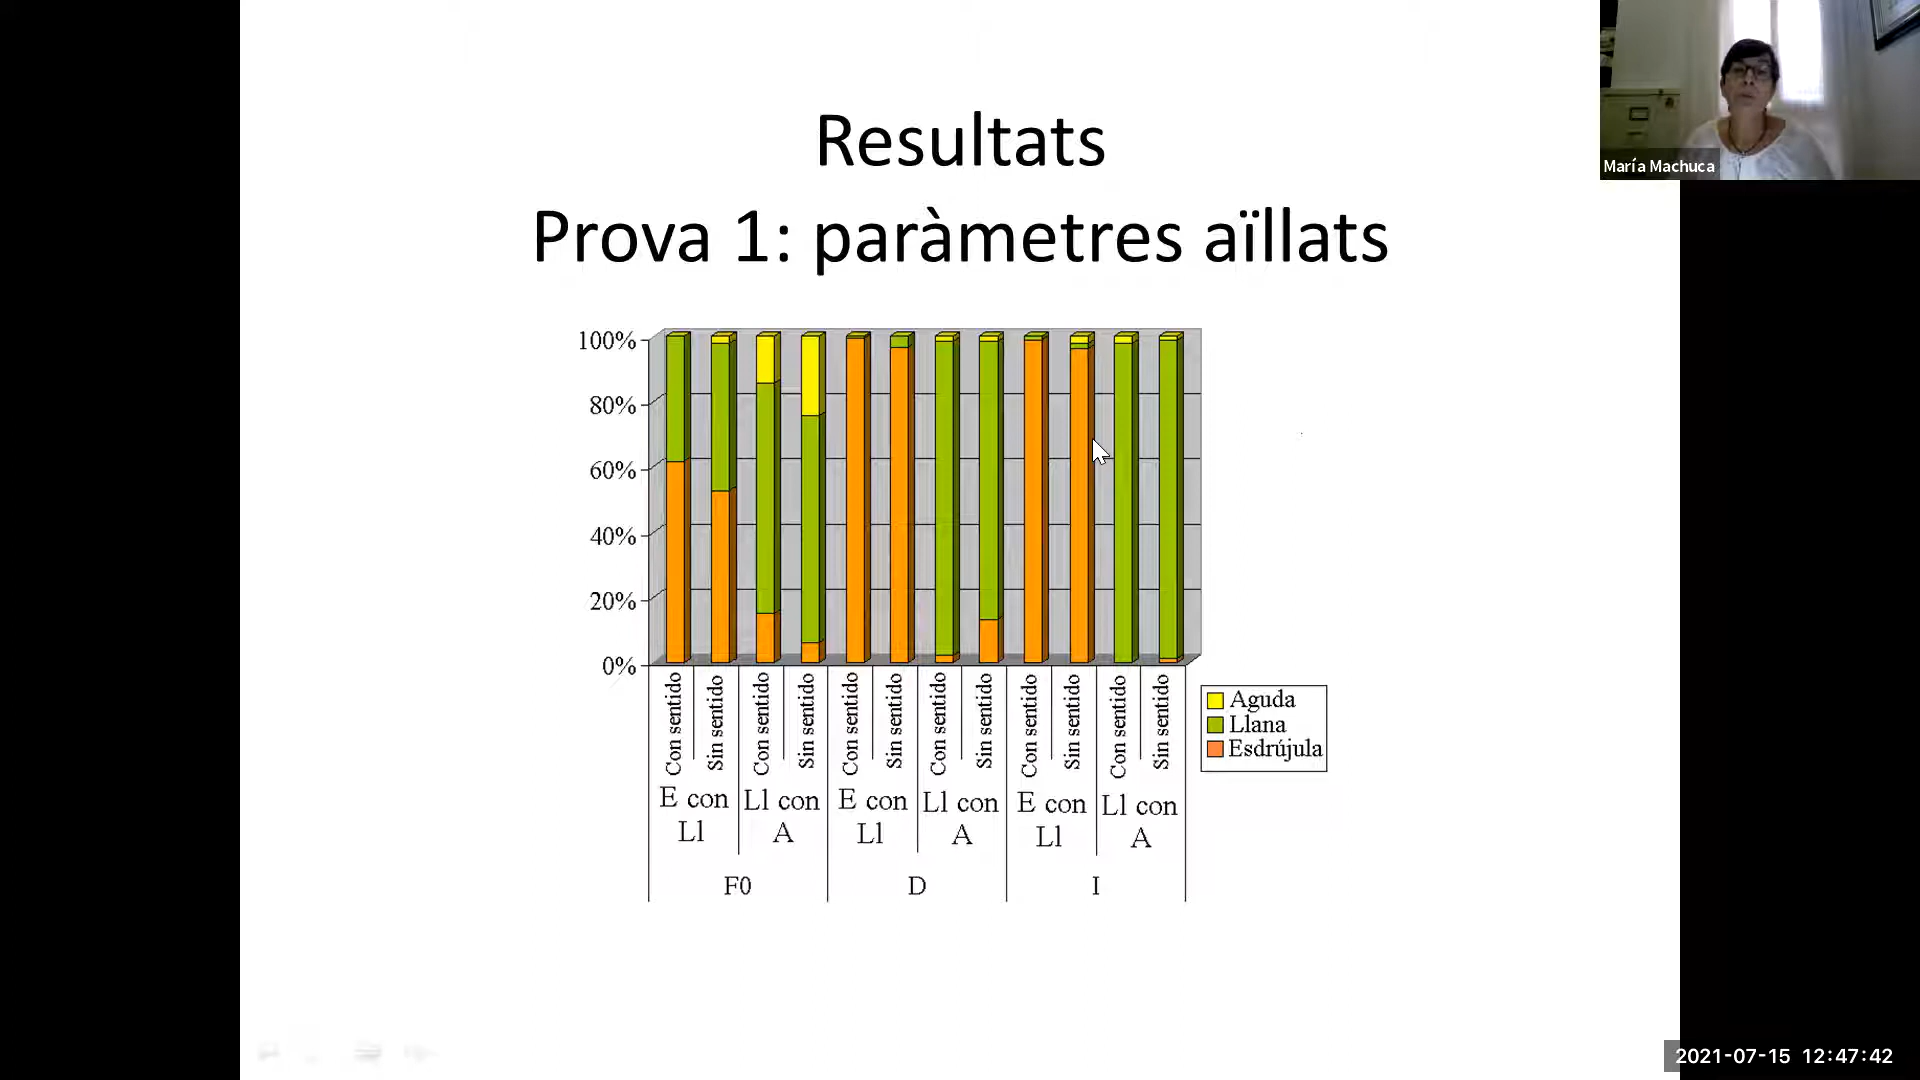 María Machuca
Resultats
Prova 1: paràmetres aïllats
100%
80%
60%
40%
20%
0%
Con sentido
Sin sentido
Con sentido
Sin sentido
Con sentido
Sin sentido
Con sentido
Sin sentido
Con sentido
Sin sentido
Con sentido
Sin sentido
E con Ll
Ll con A
E con Ll
Ll con A
E con Ll
Ll con A
F0
D
I
Aguda
Llana
Esdrújula
2021-07-15 12:47:42